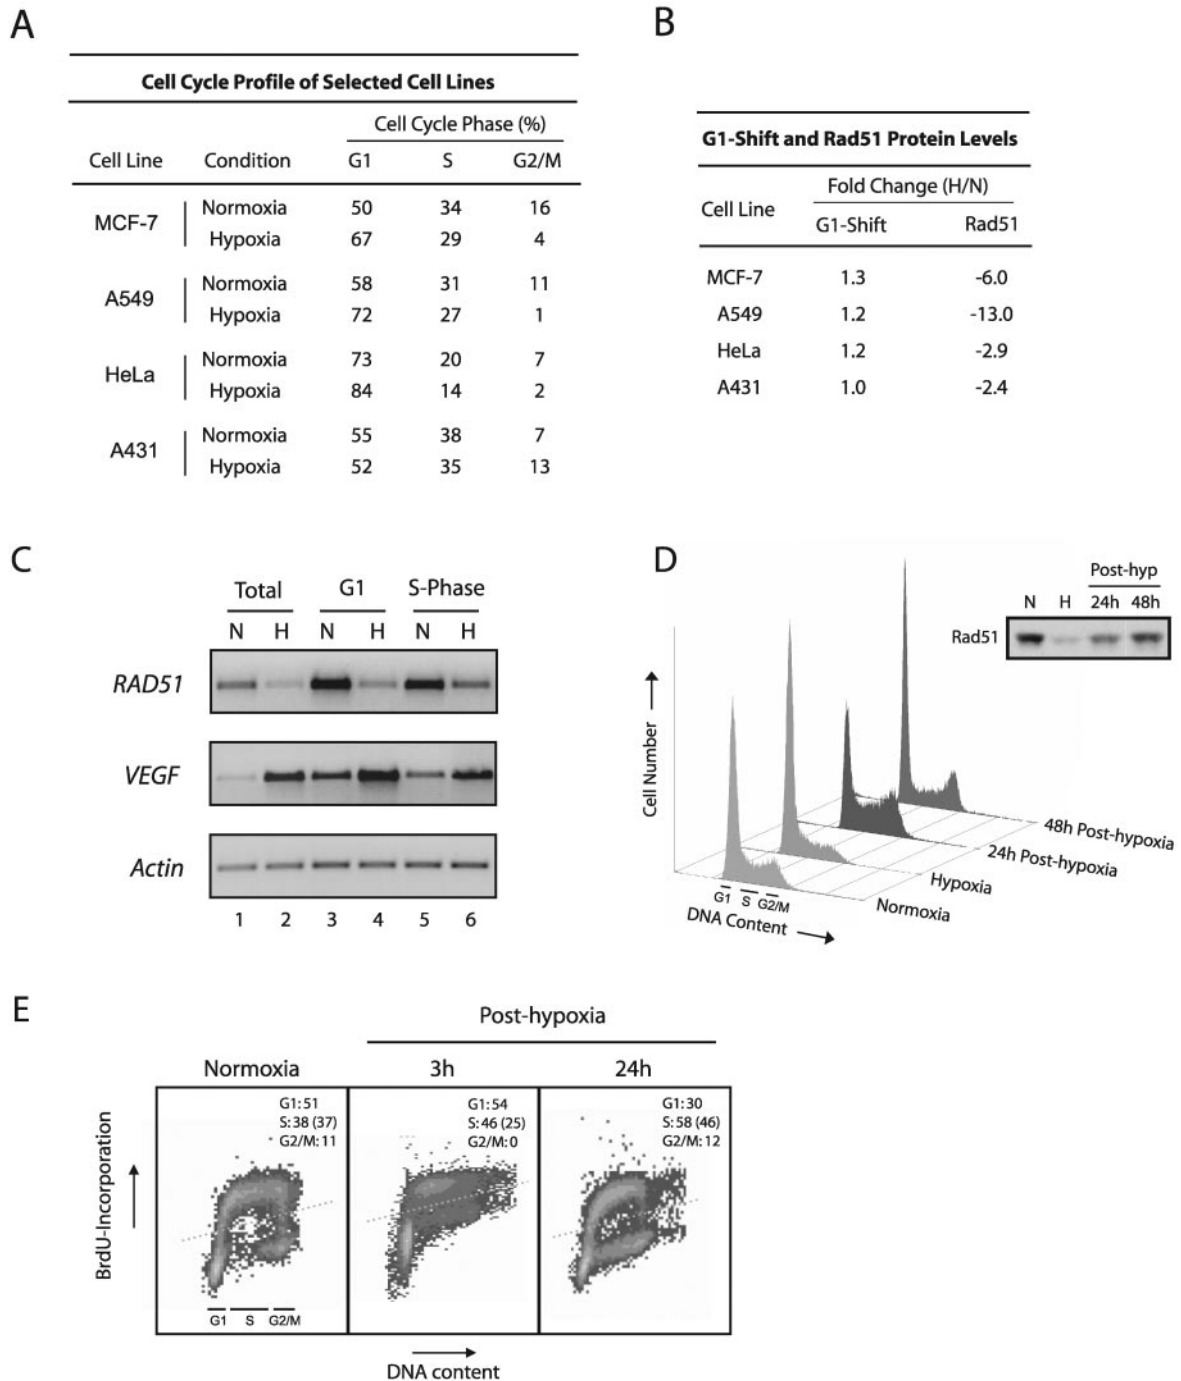 A
Cell Cycle Profile of Selected Cell Lines
Cell Cycle Phase (%)
Cell Line Condition G1 S G2/M
MCF-7
Normoxia 50 34 16
Hypoxia 67 29 4
A549
Normoxia 58 31 11
Hypoxia 72 27 1
HeLa
Normoxia 73 20 7
Hypoxia 84 14 2
A431
Normoxia 55 38 7
Hypoxia 52 35 13
B
G1-Shift and Rad51 Protein Levels
Fold Change (H/N)
Cell Line G1-Shift Rad51
MCF-7 1.3 -6.0
A549 1.2 -13.0
HeLa 1.2 -2.9
A431 1.0 -2.4
C
Total G1 S-Phase
N H N H N H
RAD51
VEGF
Actin
1 2 3 4 5 6
D
Post-hyp
N H 24h 48h
Rad51
Cell Number
48h Post-hypoxia
24h Post-hypoxia
Hypoxia
Normoxia
G1 S G2/M
DNA Content
E
Post-hypoxia
Normoxia 3h 24h
BrdU-Incorporation
G1: 51
S: 38 (37)
G2/M: 11
G1: 54
S: 46 (25)
G2/M: 0
G1: 30
S: 58 (46)
G2/M: 12
G1 S G2/M
DNA content